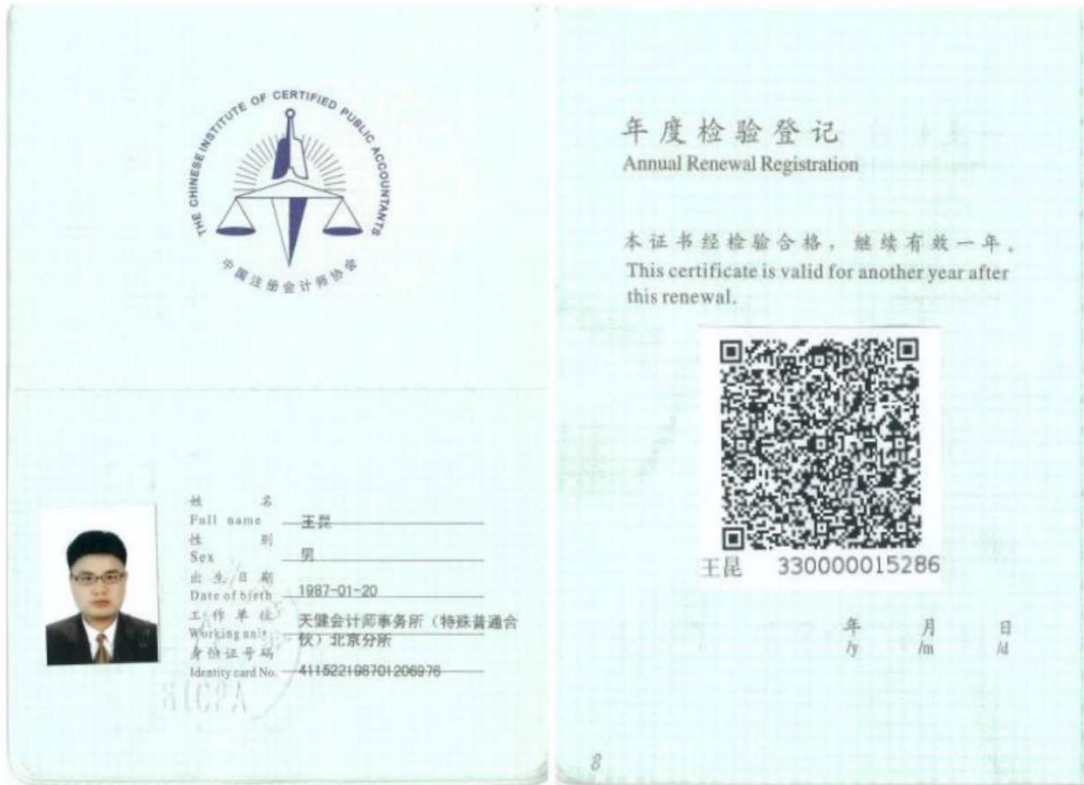 THE CHINESE INSTITUTE OF CERTIFIED PUBLIC ACCOUNTANTS
中国注册会计师协会
姓 名
Full name 王昆
性 别
Sex 男
出生日期
Date of birth 1987-01-20
工作单位 天健会计师事务所（特殊普通合
Working unit 伙）北京分所
身份证号码
Identity card No. 411522198701206976
年度检验登记
Annual Renewal Registration
本证书经检验合格，继续有效一年。
This certificate is valid for another year after
this renewal.
王昆 330000015286
年 月 日
/y /m /d
8